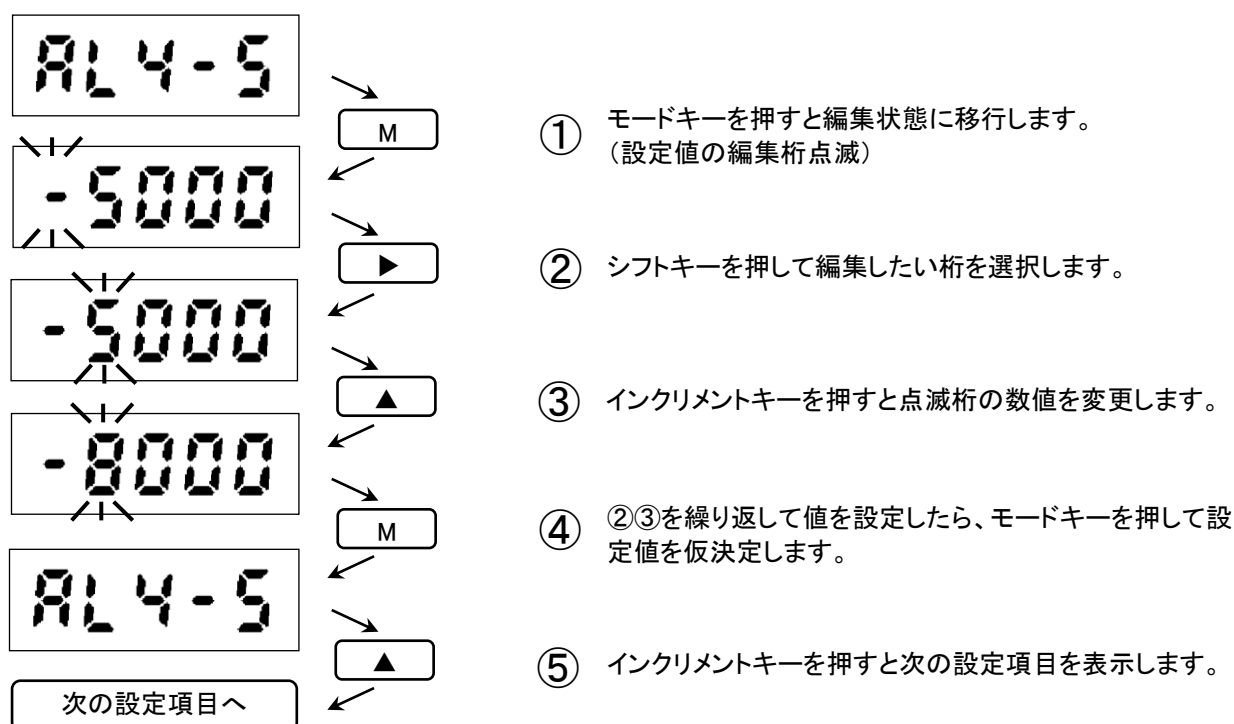 AL4-S
M
① モードキーを押すと編集状態に移行します。
（設定値の編集桁点滅）
-5000
▶
② シフトキーを押して編集したい桁を選択します。
-5000
▲
③ インクリメントキーを押すと点滅桁の数値を変更します。
-8000
M
④ ②③を繰り返して値を設定したら、モードキーを押して設
定値を仮決定します。
AL4-S
▲
⑤ インクリメントキーを押すと次の設定項目を表示します。
次の設定項目へ